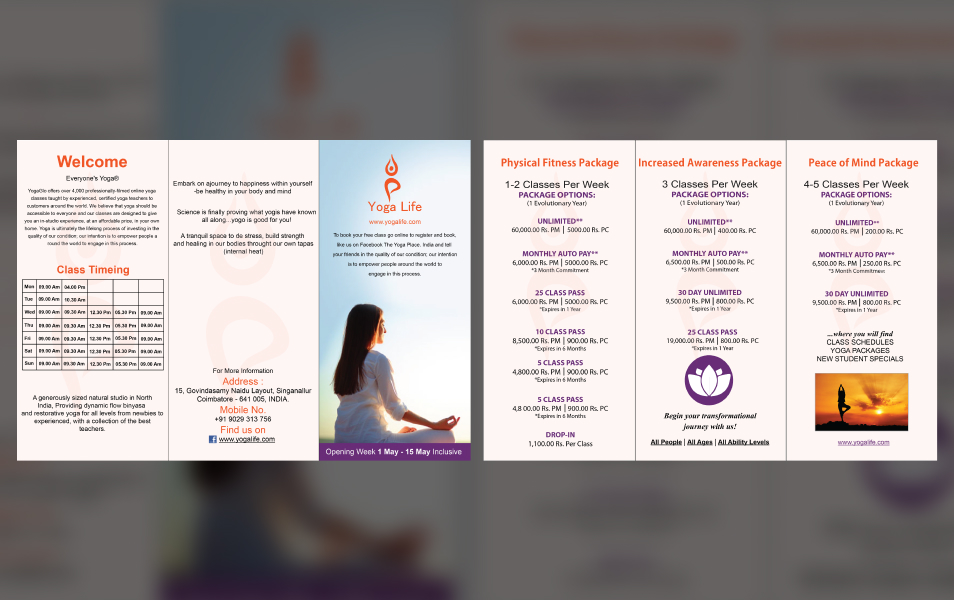 Welcome
Everyone's Yoga®
YogaGlo offers over 4,000 professionally-filmed online yoga
classes taught by experienced, certified yoga teachers to
customers around the world. We believe that yoga should be
accessible to everyone and our classes are designed to give
you an in-studio experience, at an affordable price, in your own
home. Yoga is ultimately the lifelong process of investing in the
quality of our condition; our intention is to empower people a
round the world to engage in this process.
Class Timeing
Mon 09.00 Am 04.00 Pm
Tue 09.00 Am 10.30 Am
Wed 09.00 Am 09.30 Am 12.30 Pm 05.30 Pm 09.00 Am
Thu 09.00 Am 09.30 Am 12.30 Pm 05.30 Pm 09.00 Am
Fri 09.00 Am 09.30 Am 12.30 Pm 05.30 Pm 09.00 Am
Sat 09.00 Am 09.30 Am 12.30 Pm 05.30 Pm 09.00 Am
Sun 09.00 Am 09.30 Am 12.30 Pm 05.30 Pm 09.00 Am
A generously sized natural studio in North
India, Providing dynamic flow binyasa
and restorative yoga for all levels from newbies to
experienced, with a collection of the best
teachers.
Embark on ajourney to happiness within yourself
-be healthy in your body and mind
Science is finally proving what yogis have known
all along...yoga is good for you!
A tranquil space to de stress, build strength
and healing in our bodies throught our own tapas
(internal heat)
For More Information
Address :
15, Govindasamy Naidu Layout, Singanallur
Coimbatore - 641 005, INDIA.
Mobile No.
+91 9029 313 756
Find us on
f www.yogalife.com
Yoga Life
www.yogalife.com
To book your free class go online to register and book,
like us on Facebook The Yoga Place. India and tell
your friends in the quality of our condition; our intention
is to empower people around the world to
engage in this process.
Opening Week 1 May - 15 May Inclusive
Physical Fitness Package
1-2 Classes Per Week
PACKAGE OPTIONS:
(1 Evolutionary Year)
UNLIMITED**
60,000.00 Rs. PM | 5000.00 Rs. PC
MONTHLY AUTO PAY**
6,000.00 Rs. PM | 5000.00 Rs. PC
*3 Month Commitment
25 CLASS PASS
6,000.00 Rs. PM | 5000.00 Rs. PC
*Expires in 1 Year
10 CLASS PASS
8,500.00 Rs. PM | 900.00 Rs. PC
*Expires in 6 Months
5 CLASS PASS
4,800.00 Rs. PM | 900.00 Rs. PC
*Expires in 6 Months
5 CLASS PASS
4,8 00.00 Rs. PM | 900.00 Rs. PC
*Expires in 6 Months
DROP-IN
1,100.00 Rs. Per Class
Increased Awareness Package
3 Classes Per Week
PACKAGE OPTIONS:
(1 Evolutionary Year)
UNLIMITED**
60,000.00 Rs. PM | 400.00 Rs. PC
MONTHLY AUTO PAY**
6,500.00 Rs. PM | 500.00 Rs. PC
*3 Month Commitment
30 DAY UNLIMITED
9,500.00 Rs. PM | 800.00 Rs. PC
*Expires in 1 Year
25 CLASS PASS
19,000.00 Rs. PM | 800.00 Rs. PC
*Expires in 1 Year
Begin your transformational
journey with us!
All People | All Ages | All Ability Levels
Peace of Mind Package
4-5 Classes Per Week
PACKAGE OPTIONS:
(1 Evolutionary Year)
UNLIMITED**
60,000.00 Rs. PM | 200.00 Rs. PC
MONTHLY AUTO PAY**
6,500.00 Rs. PM | 250.00 Rs. PC
*3 Month Commitmen:
30 DAY UNLIMITED
9,500.00 Rs. PM | 800.00 Rs. PC
*Expires in 1 Year
...where you will find
CLASS SCHEDULES
YOGA PACKAGES
NEW STUDENT SPECIALS
www.yogalife.com